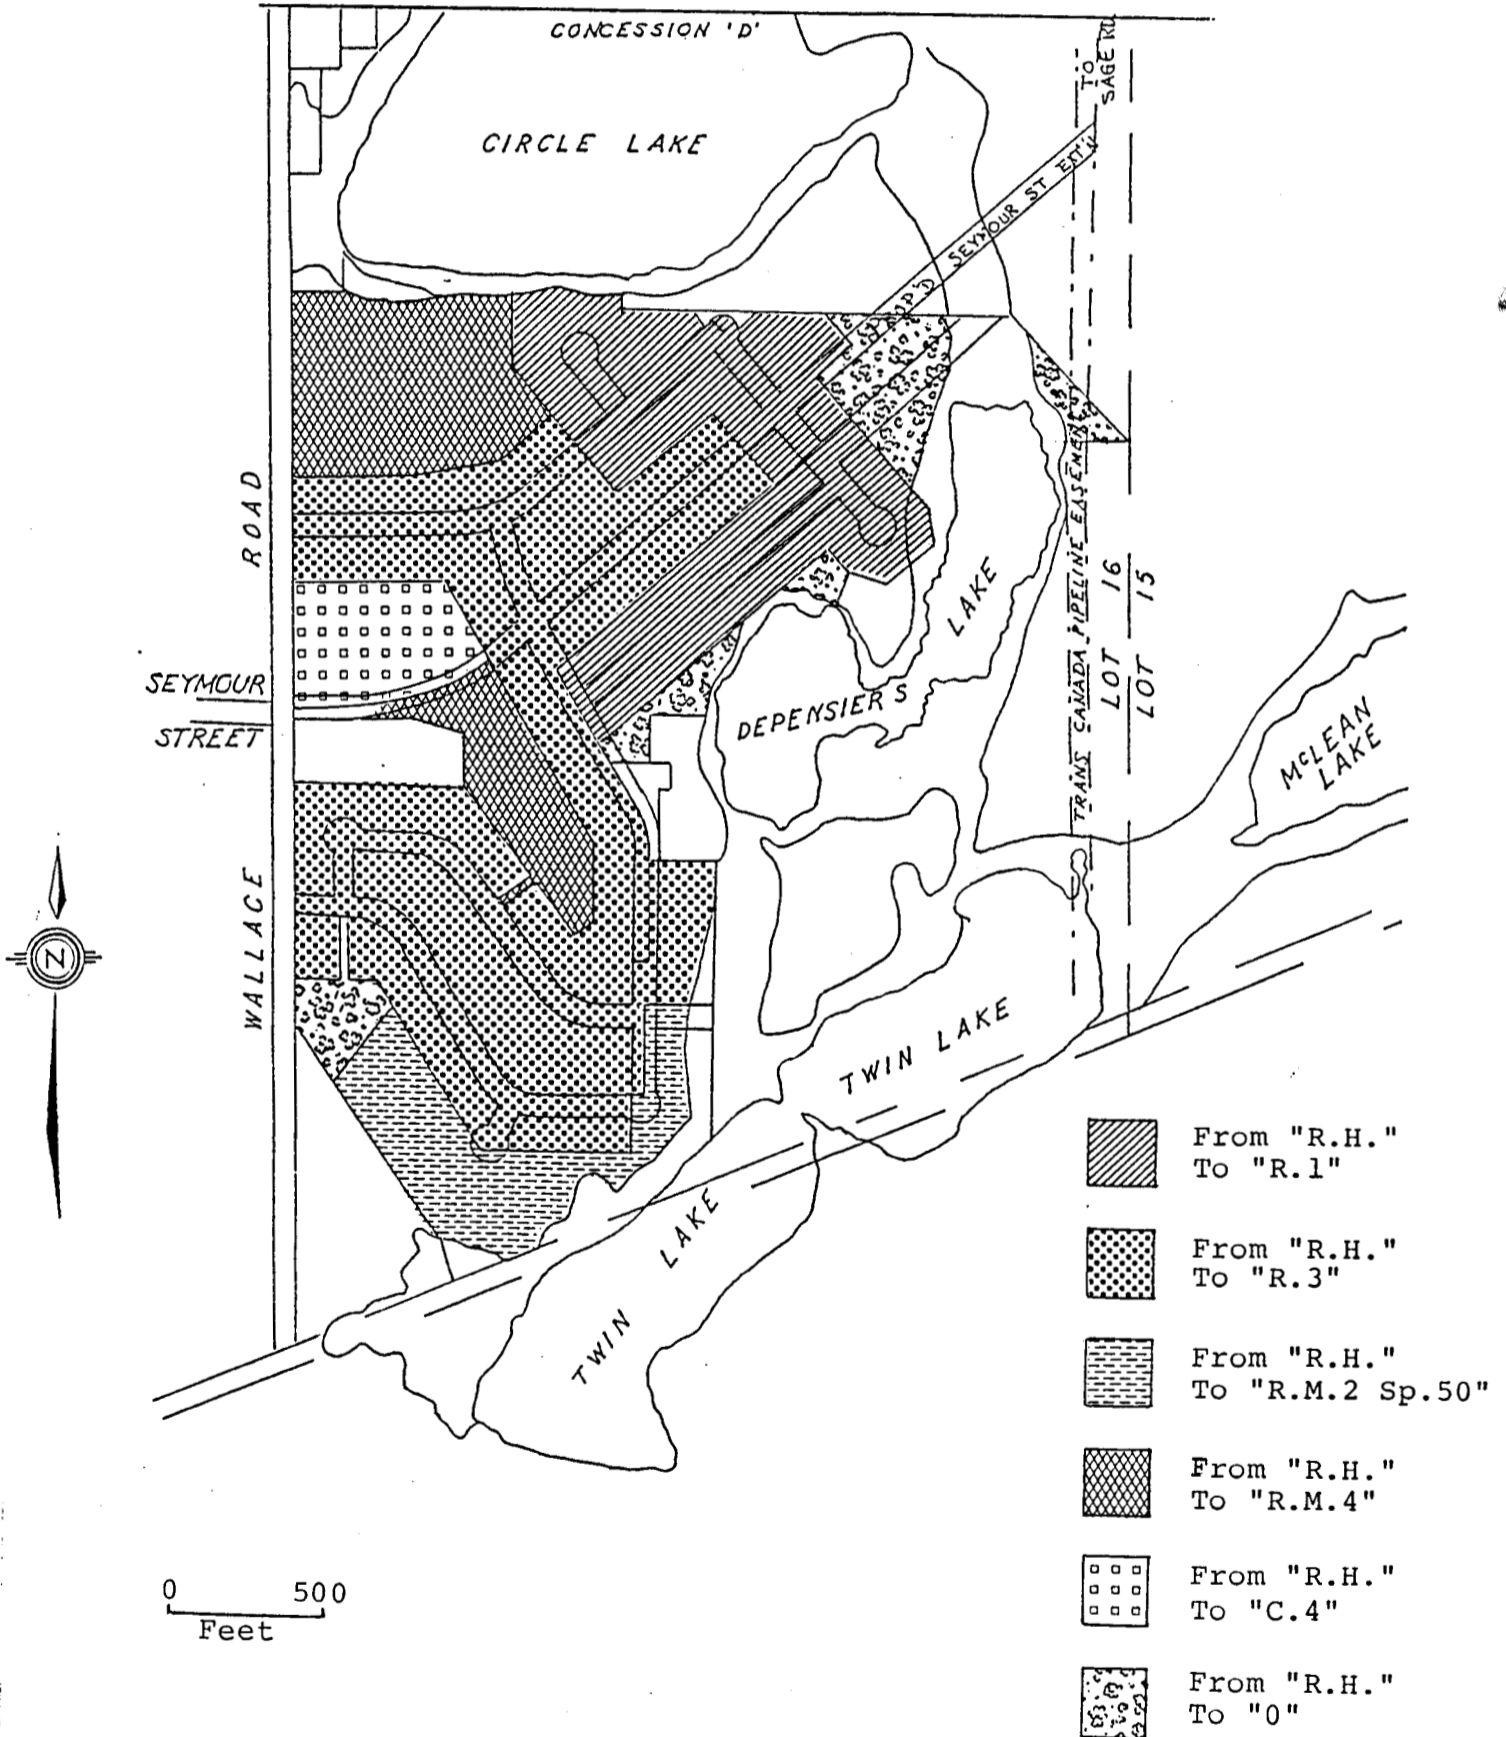 CONCESSION 'D'
TO
SAGE RD.
CIRCLE LAKE
SEYMOUR ST EXT'N
ROAD
LAKE
TRANS CANADA PIPELINE EASEMENT
LOT 16
LOT 15
SEYMOUR
STREET
DEPENSIERS
McLEAN
LAKE
WALLACE
N
TWIN LAKE
TWIN LAKE
From "R.H."
To "R.1"
From "R.H."
To "R.3"
From "R.H."
To "R.M.2 Sp.50"
From "R.H."
To "R.M.4"
From "R.H."
To "C.4"
From "R.H."
To "0"
0 500
Feet